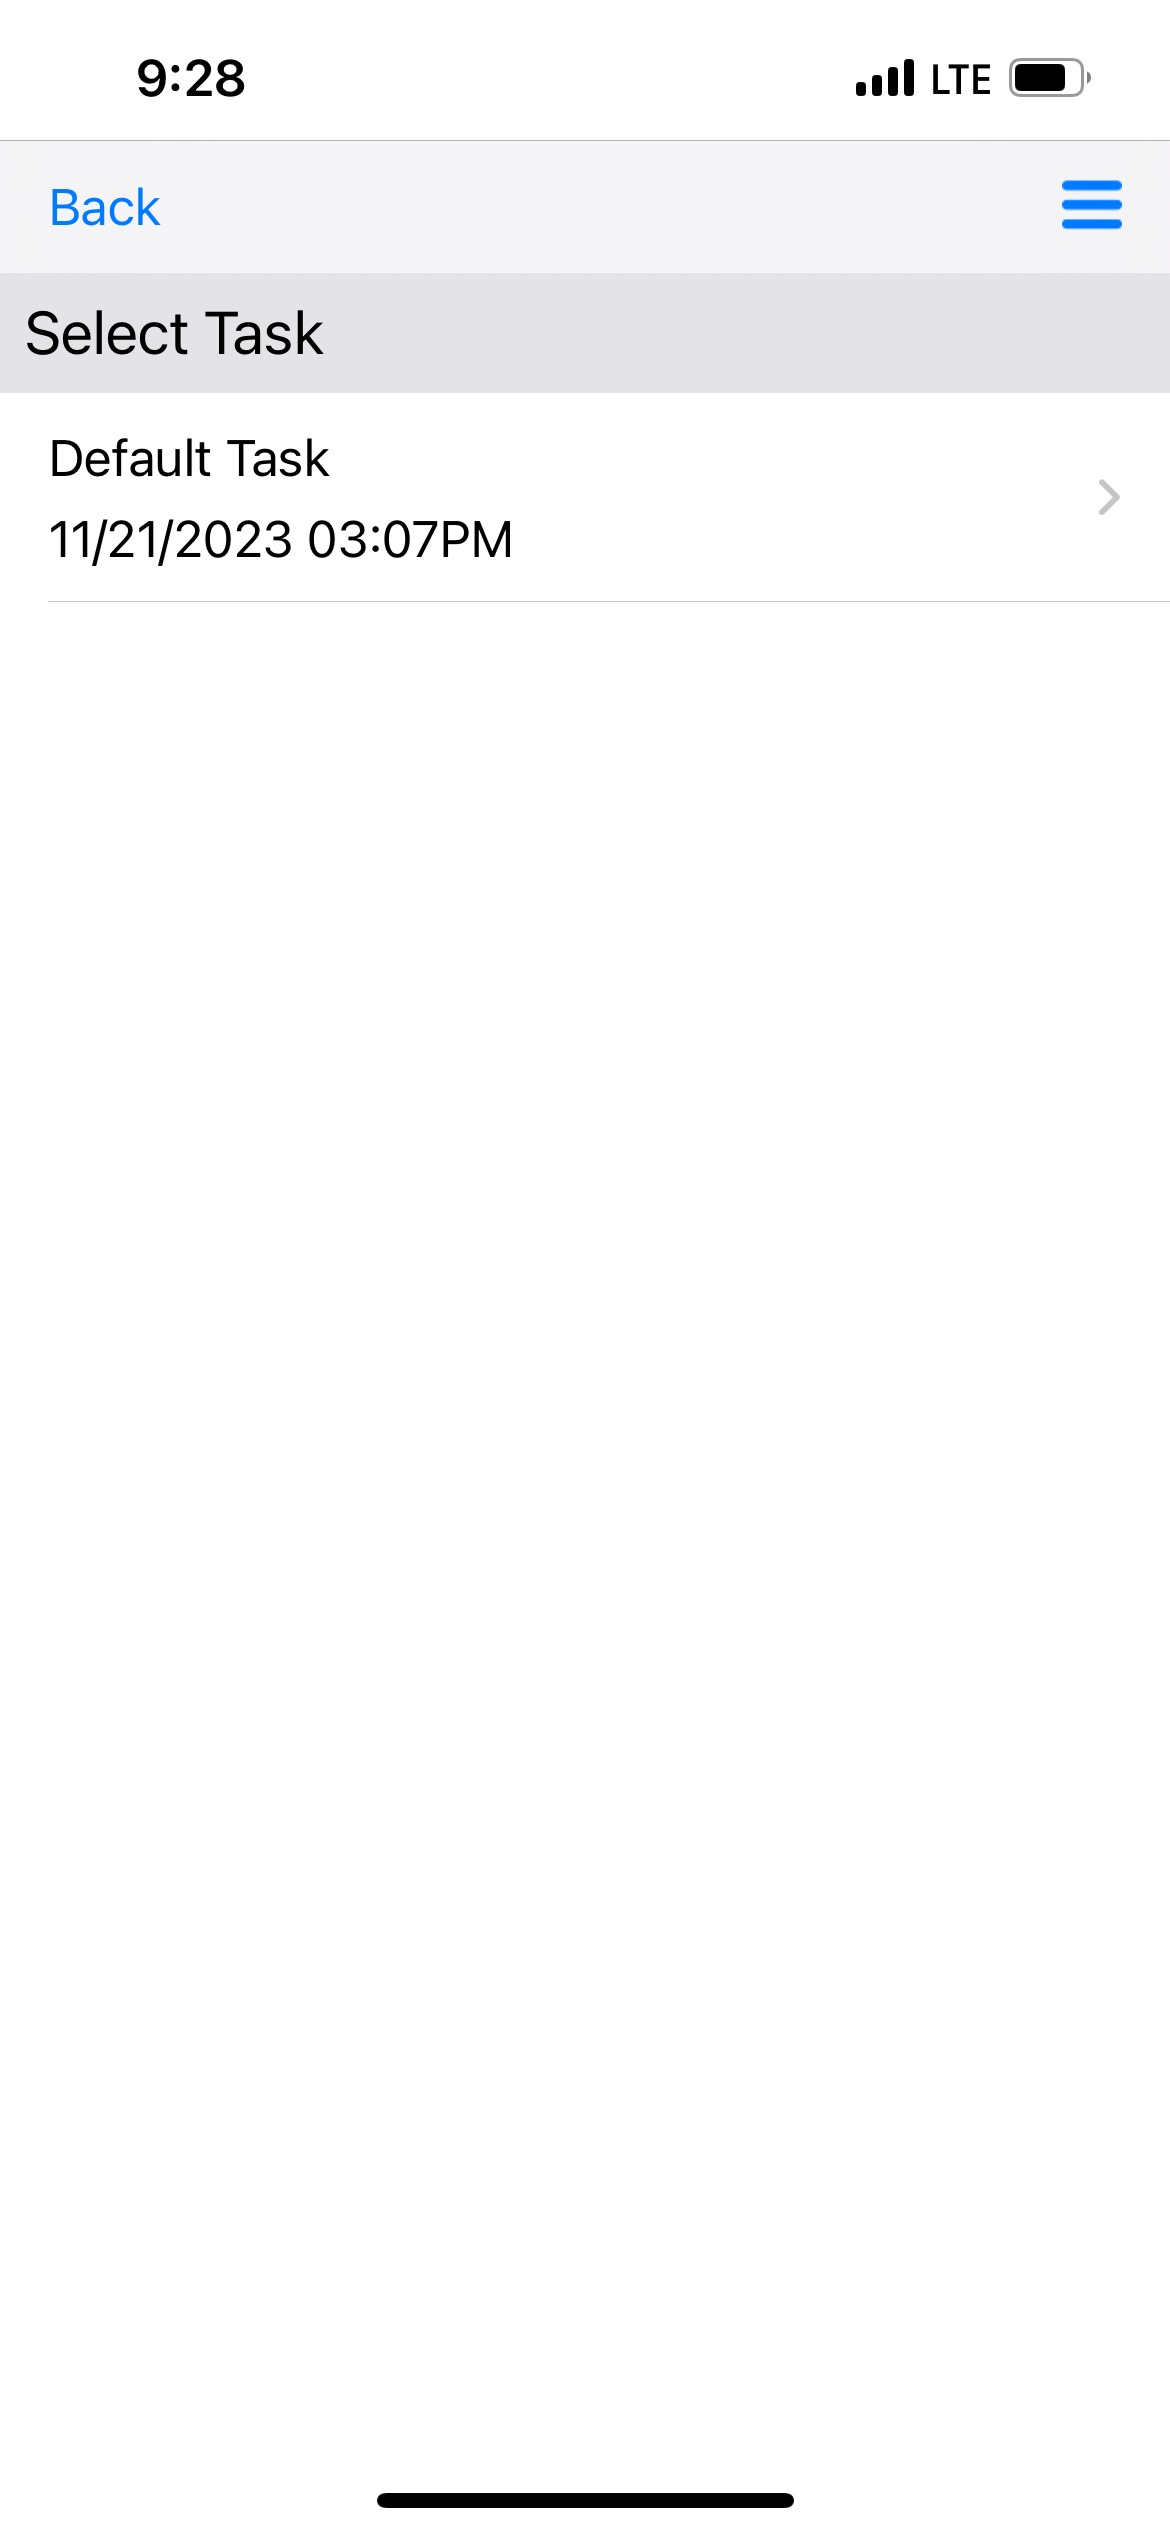 9:28 LTE
Back
Select Task
Default Task
11/21/2023 03:07PM